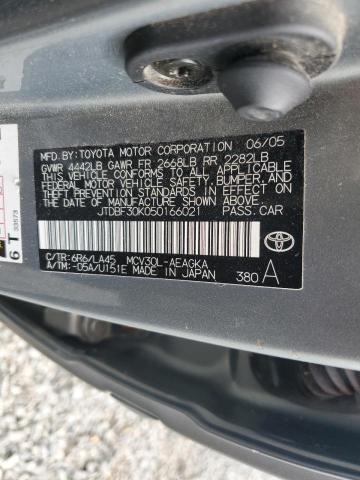 MFD.BY:TOYOTA MOTOR CORPORATION 06/05
GVWR 4442LB GAWR FR 2668LB RR 2282LB
THIS VEHICLE CONFORMS TO ALL APPLICABLE
FEDERAL MOTOR VEHICLE SAFETY, BUMPER, AND
THEFT PREVENTION STANDARDS IN EFFECT ON
THE DATE OF MANUFACTURE SHOWN ABOVE.
JTDBF30K050166021 PASS.CAR
C/TR:6R6/LA45 MCV30L-AEAGKA
A/TM:-05A/U151E MADE IN JAPAN 380 A
6 T 33573